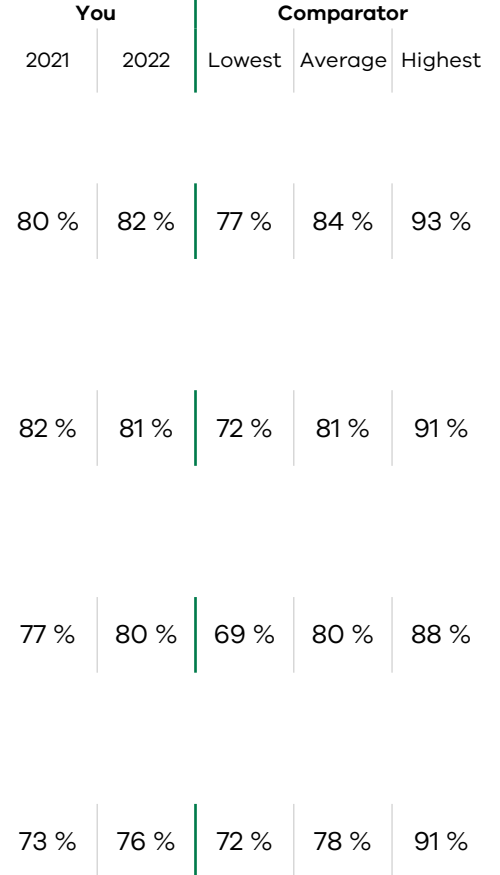 You Comparator
2021 2022 Lowest Average Highest
80 % 82 % 77 % 84 % 93 %
82 % 81 % 72 % 81 % 91 %
77 % 80 % 69 % 80 % 88 %
73 % 76 % 72 % 78 % 91 %